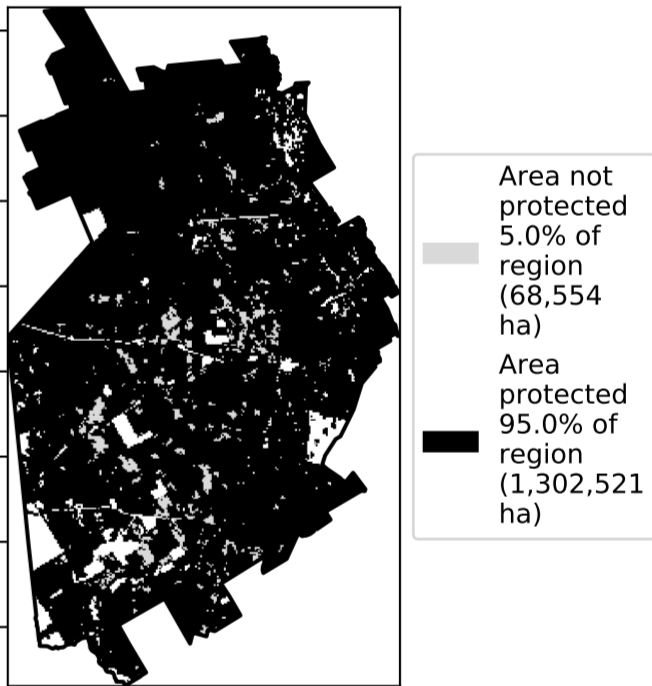 Area not
protected
5.0% of
region
(68,554
ha)
Area
protected
95.0% of
region
(1,302,521
ha)